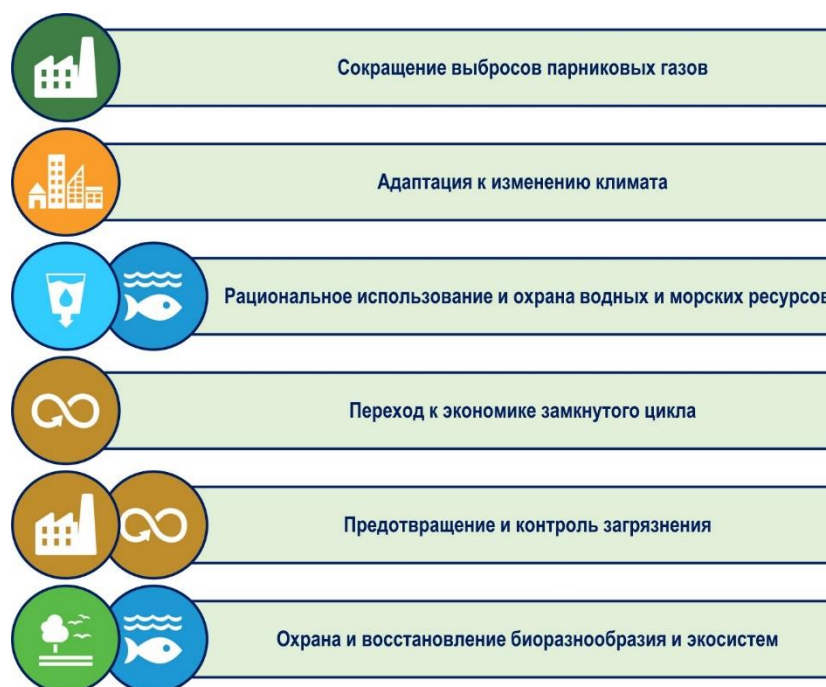 Сокращение выбросов парниковых газов
Адаптация к изменению климата
Рациональное использование и охрана водных и морских ресурсов
Переход к экономике замкнутого цикла
Предотвращение и контроль загрязнения
Охрана и восстановление биоразнообразия и экосистем